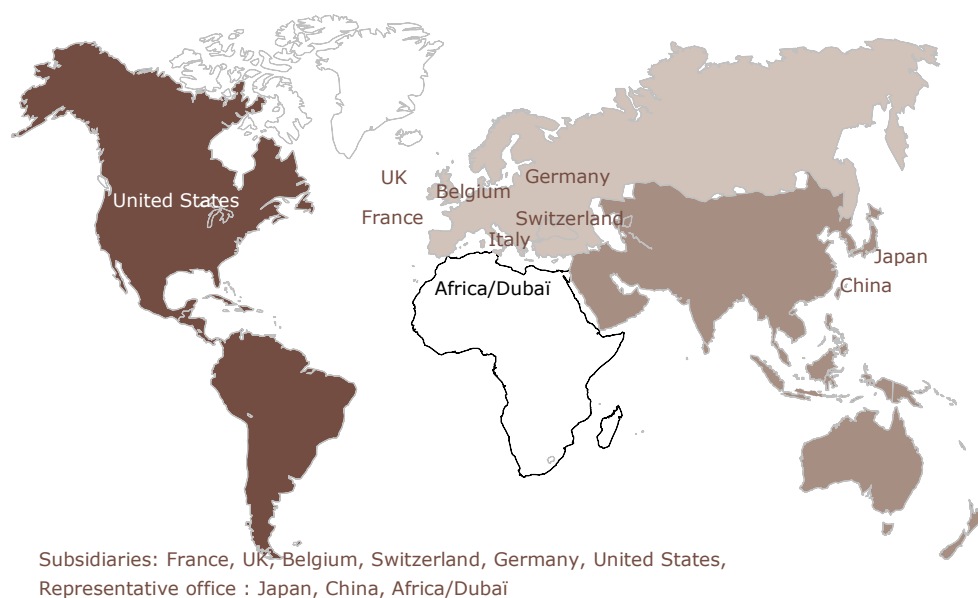 UK
Germany
Belgium
United States
France
Switzerland
Italy
Japan
Africa/Dubaï
China
Subsidiaries: France, UK, Belgium, Switzerland, Germany, United States,
Representative office : Japan, China, Africa/Dubaï